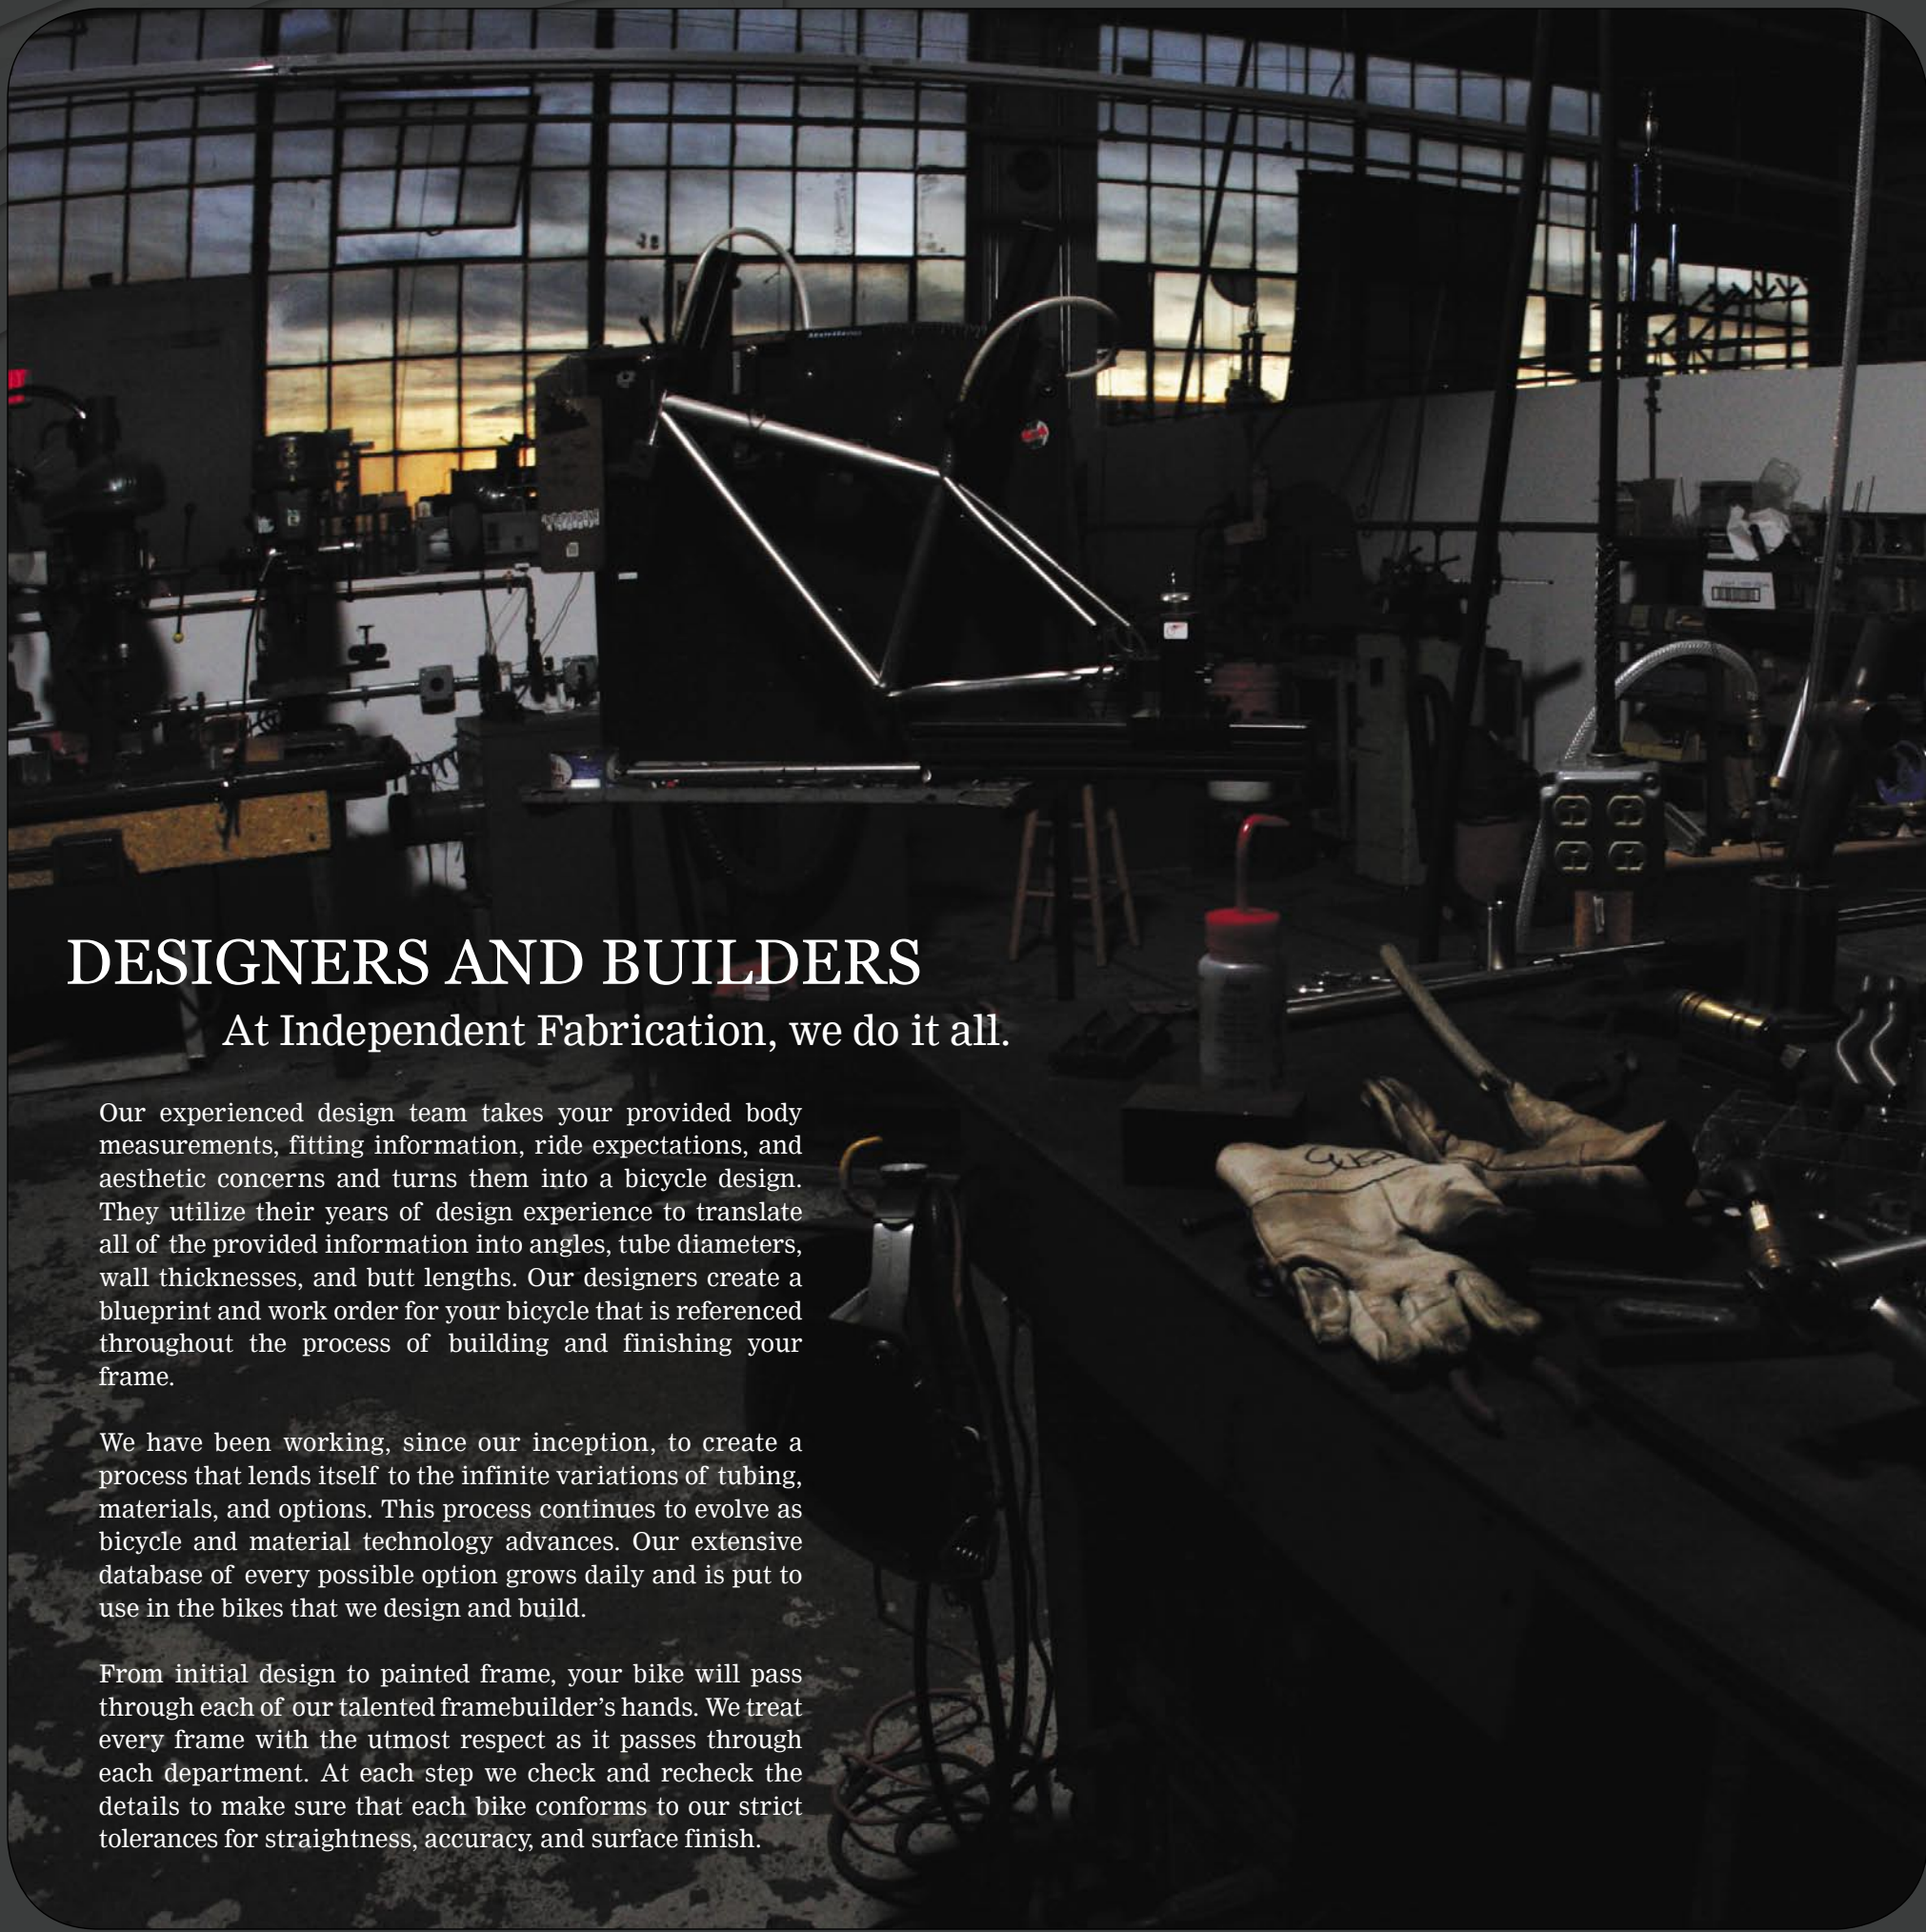 DESIGNERS AND BUILDERS
At Independent Fabrication, we do it all.
Our experienced design team takes your provided body
measurements, fitting information, ride expectations, and
aesthetic concerns and turns them into a bicycle design.
They utilize their years of design experience to translate
all of the provided information into angles, tube diameters,
wall thicknesses, and butt lengths. Our designers create a
blueprint and work order for your bicycle that is referenced
throughout the process of building and finishing your
frame.
We have been working, since our inception, to create a
process that lends itself to the infinite variations of tubing,
materials, and options. This process continues to evolve as
bicycle and material technology advances. Our extensive
database of every possible option grows daily and is put to
use in the bikes that we design and build.
From initial design to painted frame, your bike will pass
through each of our talented framebuilder’s hands. We treat
every frame with the utmost respect as it passes through
each department. At each step we check and recheck the
details to make sure that each bike conforms to our strict
tolerances for straightness, accuracy, and surface finish.